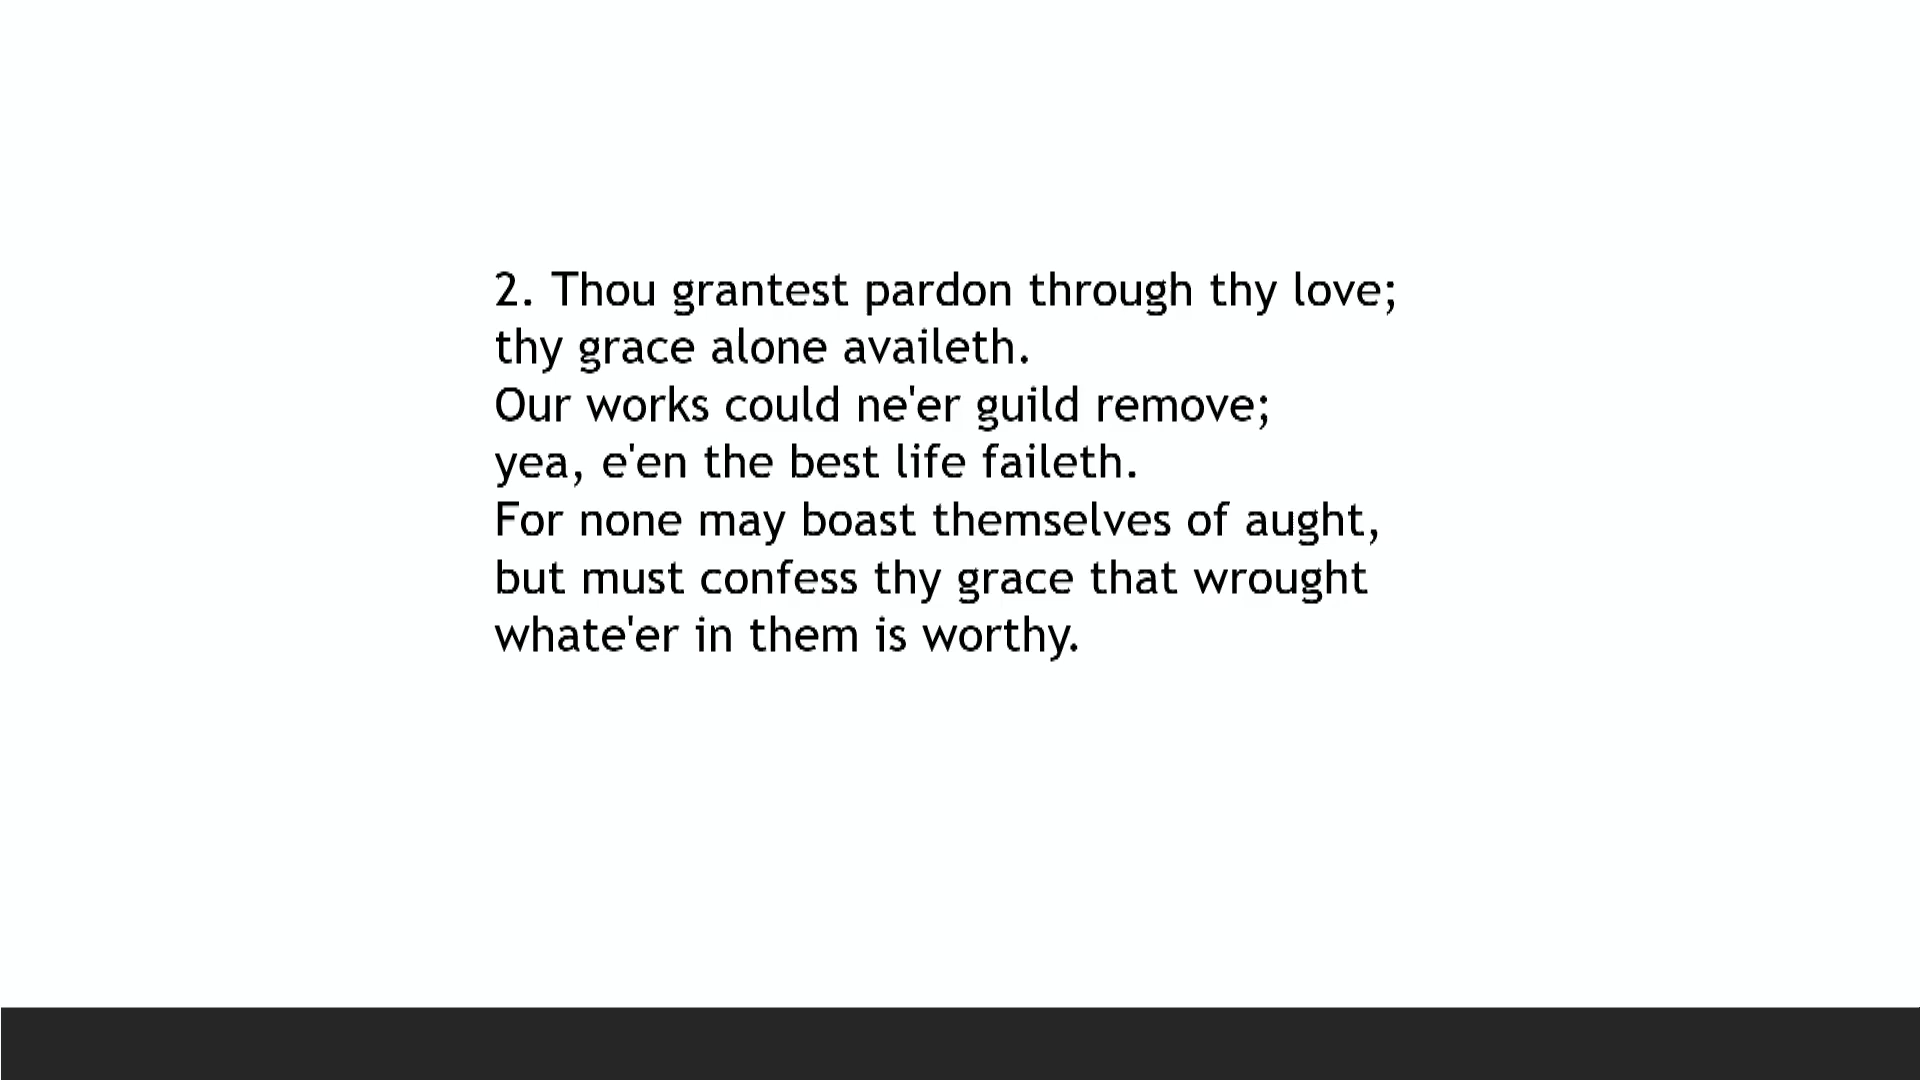 2. Thou grantest pardon through thy love;
thy grace alone availeth.
Our works could ne'er guild remove;
yea, e'en the best life faileth.
For none may boast themselves of aught,
but must confess thy grace that wrought
whate'er in them is worthy.